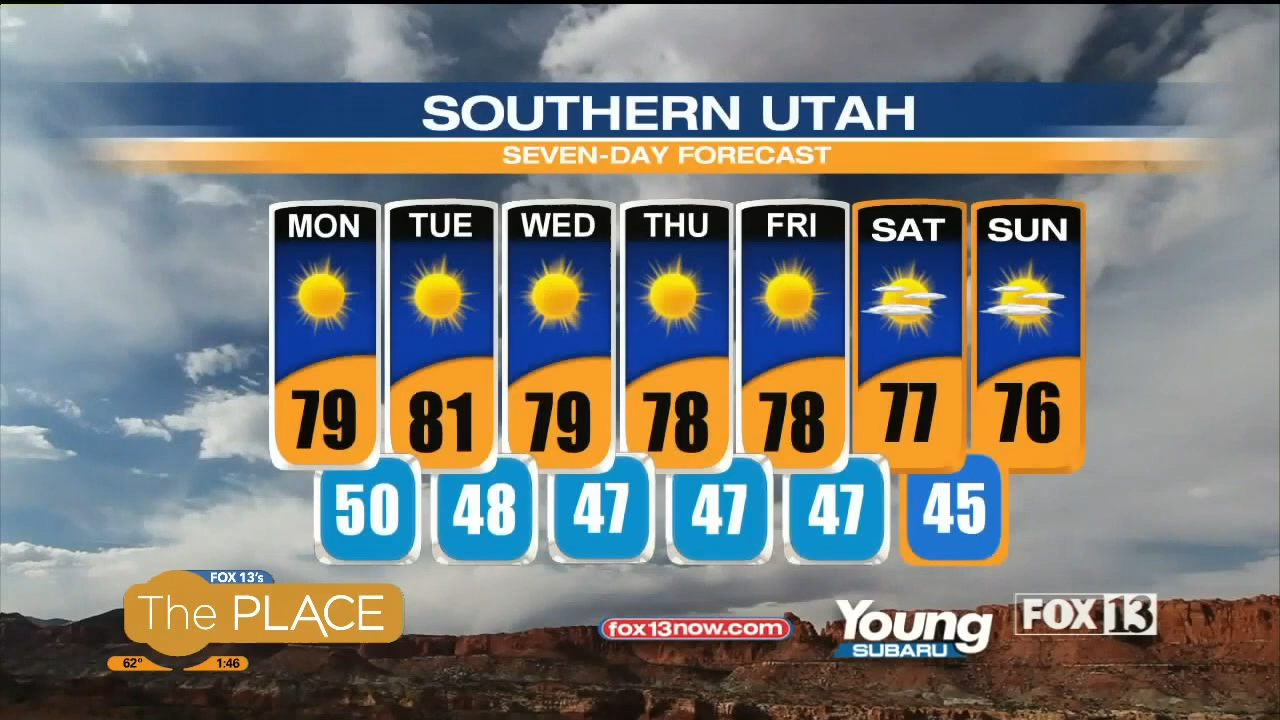 SOUTHERN UTAH
SEVEN-DAY FORECAST
MON TUE WED THU FRI SAT SUN
79 81 79 78 78 77 76
50 48 47 47 47 45
FOX 13's
The PLACE
62° 1:46
fox13now.com
Young
SUBARU
FOX 13